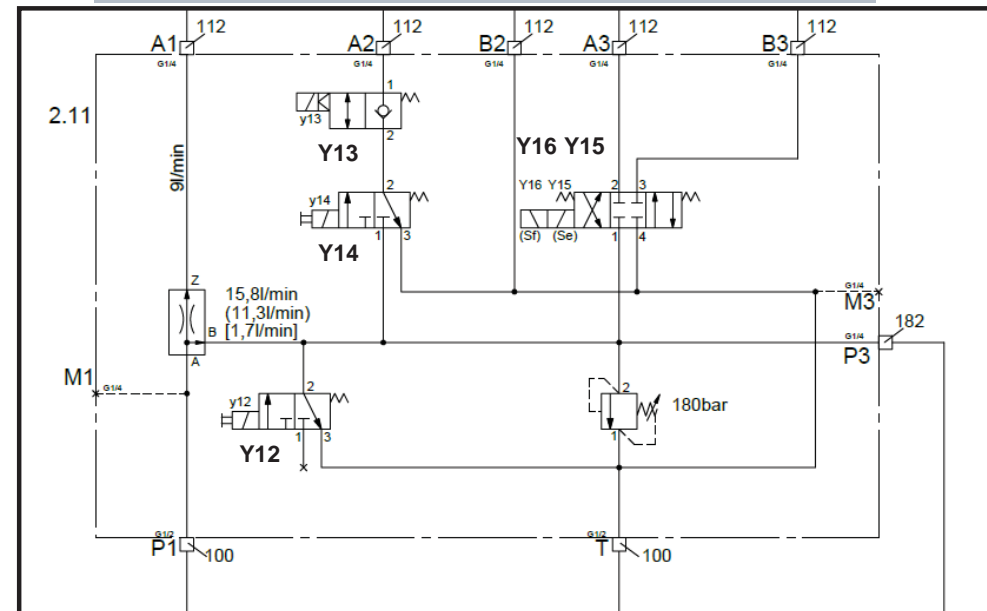 112 112 112 112 112
A1 A2 B2 A3 B3
G1/4 G1/4 G1/4 G1/4 G1/4
2.11
9l/min
1
y13
2
Y13
Y16 Y15
Y16 Y15 2 3
y14 2
(Sf) (Se) 1 4
1 3
Y14
G1/4
M3
Z
15,8l/min
(11,3l/min)
[1,7l/min]
B
A
182
G1/4
P3
M1 G1/4
y12 2
1 3
Y12
2
180bar
1
G1/2
P1 100
G1/2
T 100